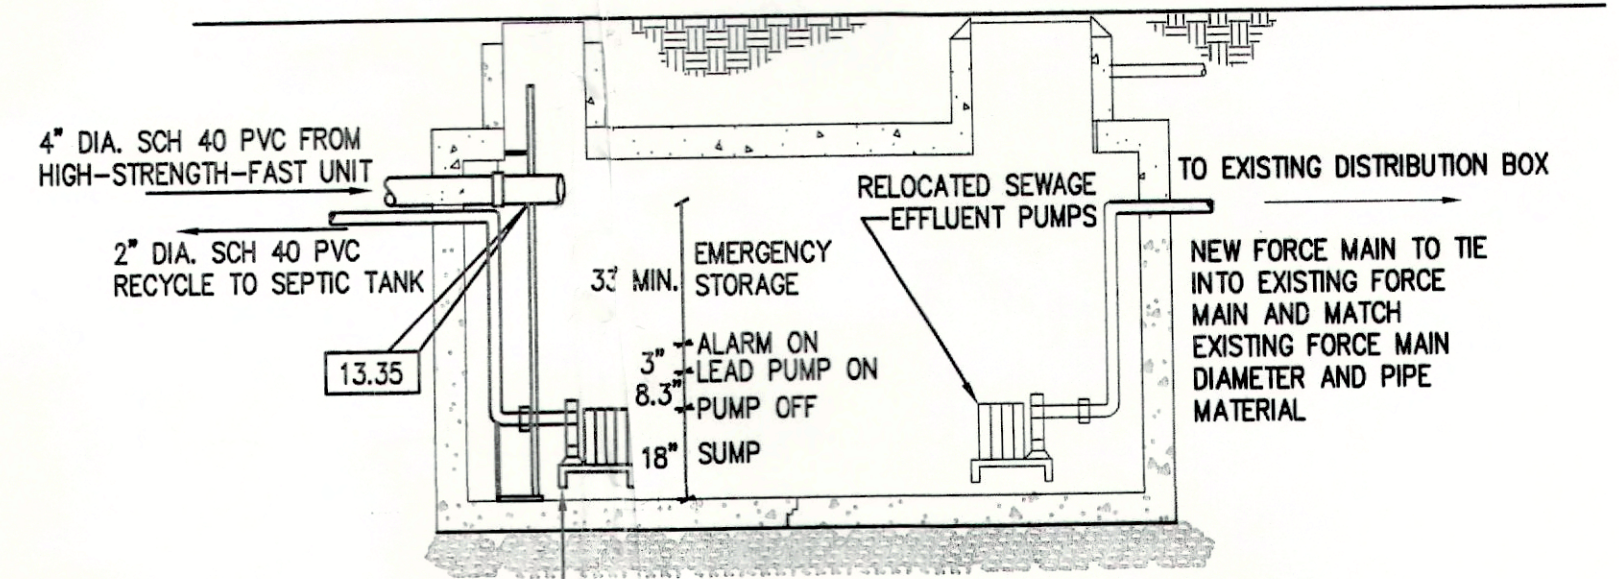 4" DIA. SCH 40 PVC FROM
HIGH-STRENGTH-FAST UNIT
2" DIA. SCH 40 PVC
RECYCLE TO SEPTIC TANK
13.35
33" MIN.
EMERGENCY
STORAGE
3"
ALARM ON
LEAD PUMP ON
8.3"
PUMP OFF
18"
SUMP
RELOCATED SEWAGE
EFFLUENT PUMPS
TO EXISTING DISTRIBUTION BOX
NEW FORCE MAIN TO TIE
INTO EXISTING FORCE
MAIN AND MATCH
EXISTING FORCE MAIN
DIAMETER AND PIPE
MATERIAL